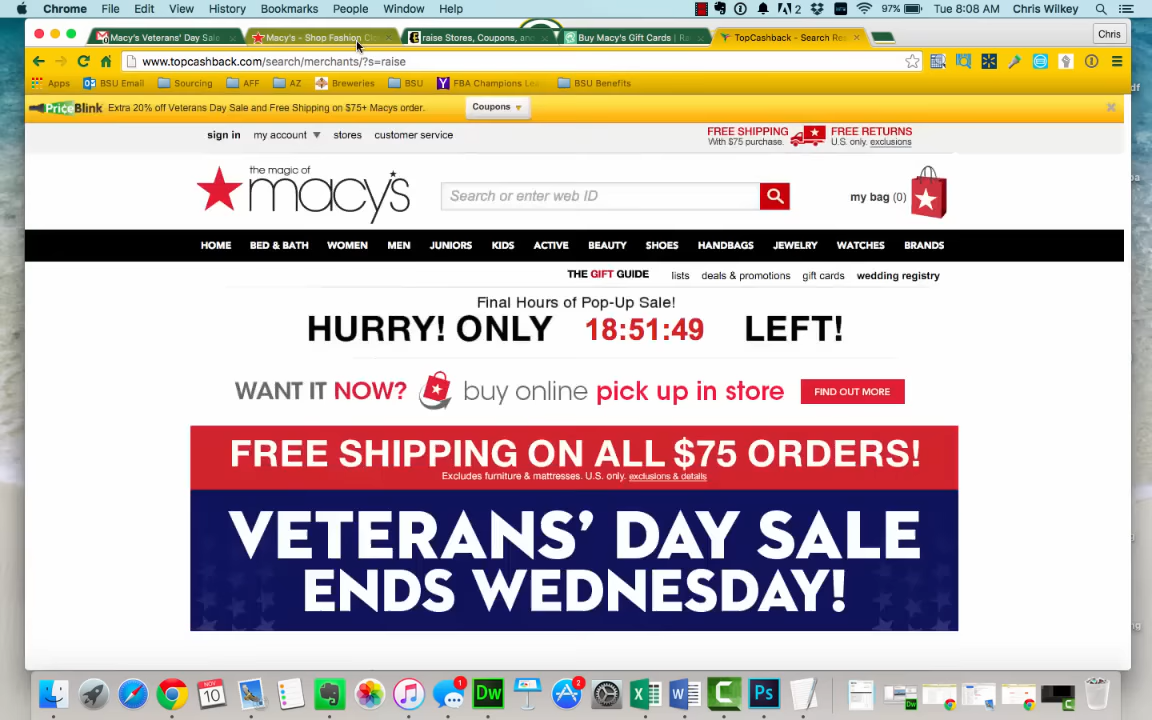 Chrome File Edit View History Bookmarks People Window Help 2 97% Tue 8:08 AM Chris Wilkey
Macy's Veterans' Day Sale Macy's - Shop Fashion Clo raise Stores, Coupons, and Buy Macy's Gift Cards | Ra TopCashback - Search Res Chris
www.topcashback.com/search/merchants/?s=raise
Apps BSU Email Sourcing AFF AZ Breweries BSU FBA Champions Lea BSU Benefits
PriceBlink Extra 20% off Veterans Day Sale and Free Shipping on $75+ Macys order. Coupons
sign in my account stores customer service FREE SHIPPING FREE RETURNS
With $75 purchase. U.S. only. exclusions
the magic of
macy's
Search or enter web ID
my bag (0)
HOME BED & BATH WOMEN MEN JUNIORS KIDS ACTIVE BEAUTY SHOES HANDBAGS JEWELRY WATCHES BRANDS
THE GIFT GUIDE lists deals & promotions gift cards wedding registry
Final Hours of Pop-Up Sale!
HURRY! ONLY 18:51:49 LEFT!
WANT IT NOW? buy online pick up in store FIND OUT MORE
FREE SHIPPING ON ALL $75 ORDERS!
Excludes furniture & mattresses. U.S. only. exclusions & details
VETERANS' DAY SALE
ENDS WEDNESDAY!
NOV
10
1
Dw
2
X
W
C
Ps